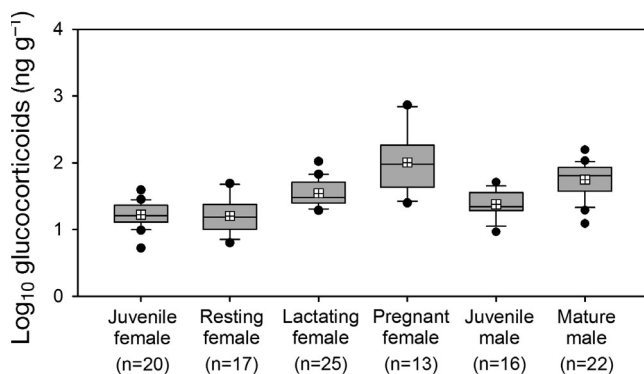 Log₁₀ glucocorticoids (ng g⁻¹)
4
3
2
1
0
Juvenile female
(n=20)
Resting female
(n=17)
Lactating female
(n=25)
Pregnant female
(n=13)
Juvenile male
(n=16)
Mature male
(n=22)